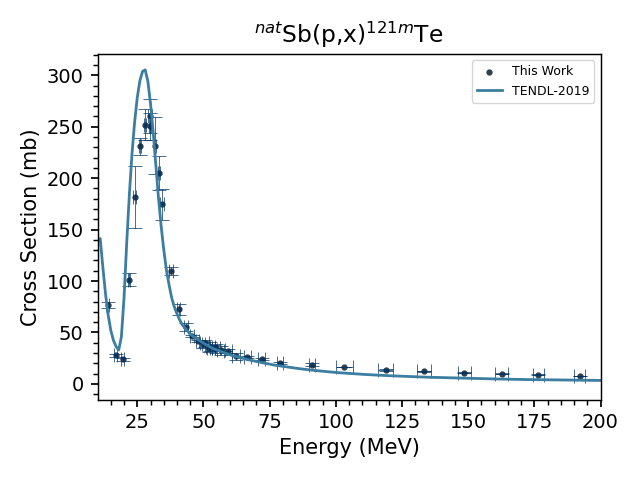 natSb(p,x)121mTe
This Work
TENDL-2019
Cross Section (mb)
300
250
200
150
100
50
0
25 50 75 100 125 150 175 200
Energy (MeV)